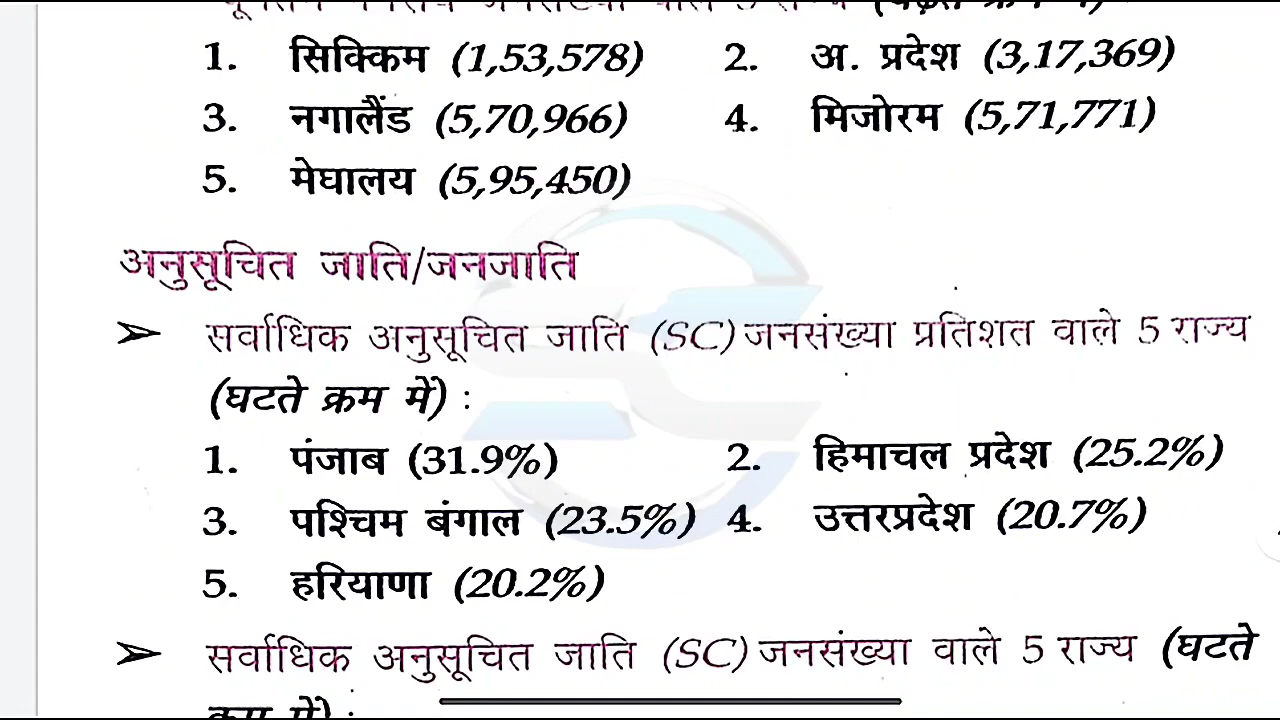 1. सिक्किम (1,53,578) 2. अ. प्रदेश (3,17,369)
3. नगालैंड (5,70,966) 4. मिजोरम (5,71,771)
5. मेघालय (5,95,450)
अनुसूचित जाति/जनजाति
➢ सर्वाधिक अनुसूचित जाति (SC) जनसंख्या प्रतिशत वाले 5 राज्य
(घटते क्रम में) :
1. पंजाब (31.9%) 2. हिमाचल प्रदेश (25.2%)
3. पश्चिम बंगाल (23.5%) 4. उत्तरप्रदेश (20.7%)
5. हरियाणा (20.2%)
➢ सर्वाधिक अनुसूचित जाति (SC) जनसंख्या वाले 5 राज्य (घटते
क्रम में) :